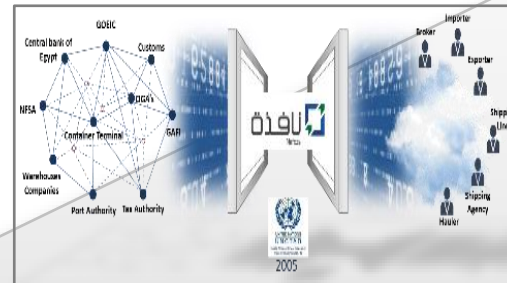 GOEIC
Central bank of
Egypt
Customs
NFSA
OGA's
Container Terminal
GAFI
Warehouses
Companies
Port Authority
Tax Authority
نافذة
Nafeza
2005
Importer
Broker
Exporter
Shipping
Line
Shipping
Agency
Hauler